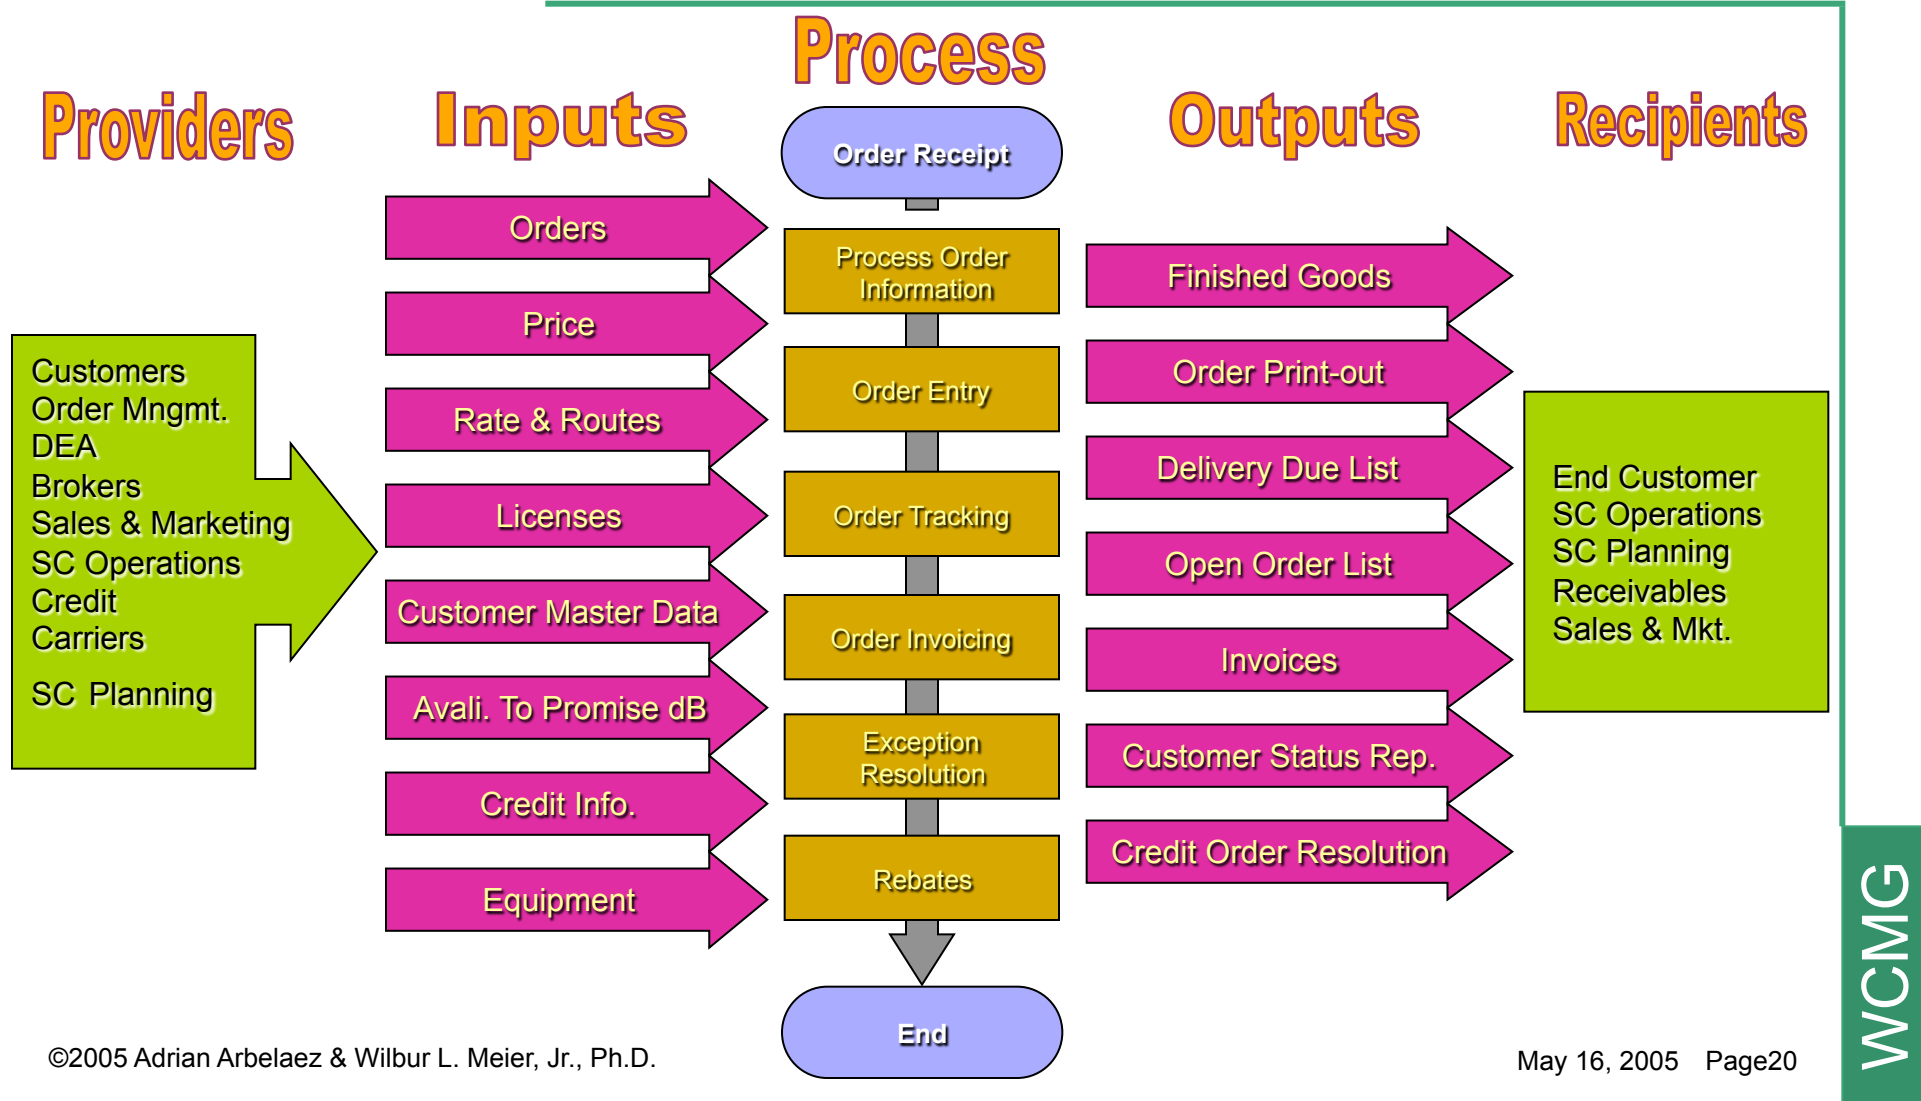 Process
Providers
Inputs
Outputs
Recipients
Customers
Order Mngmt.
DEA
Brokers
Sales & Marketing
SC Operations
Credit
Carriers
SC Planning
Orders
Price
Rate & Routes
Licenses
Customer Master Data
Avali. To Promise dB
Credit Info.
Equipment
Order Receipt
Process Order
Information
Order Entry
Order Tracking
Order Invoicing
Exception
Resolution
Rebates
End
Finished Goods
Order Print-out
Delivery Due List
Open Order List
Invoices
Customer Status Rep.
Credit Order Resolution
End Customer
SC Operations
SC Planning
Receivables
Sales & Mkt.
WCMG
©2005 Adrian Arbelaez & Wilbur L. Meier, Jr., Ph.D.
May 16, 2005 Page20